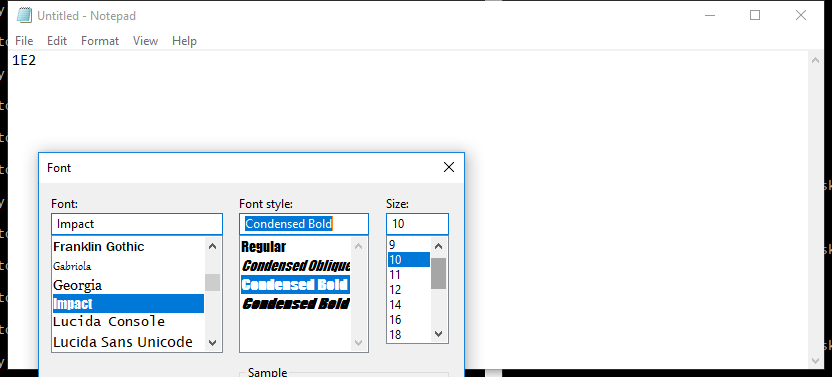 Untitled - Notepad
File Edit Format View Help
1E2
Font
Font: Font style: Size:
Impact Condensed Bold 10
Franklin Gothic Regular 9
Gabriola Condensed Oblique 10
Georgia Condensed Bold 11
Impact Condensed Bold 12
Lucida Console 14
Lucida Sans Unicode 16
18
Sample